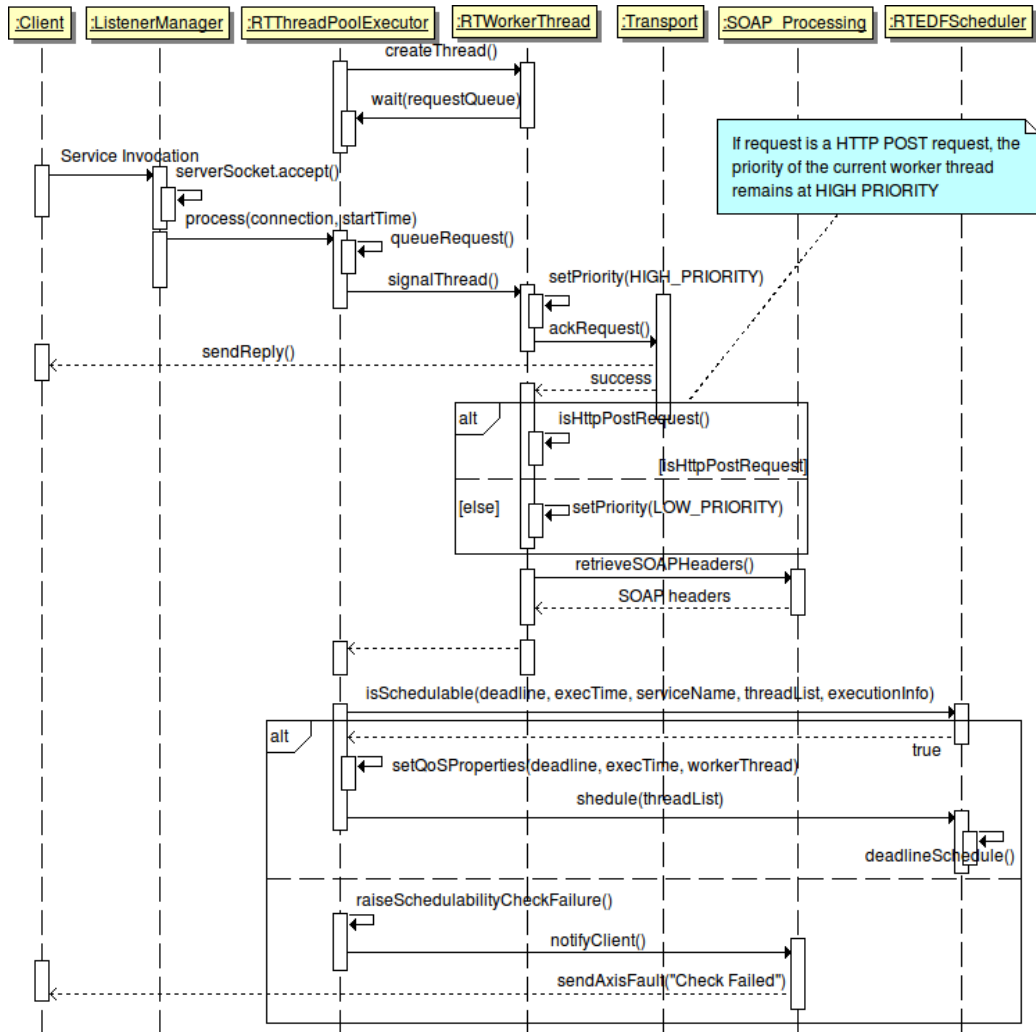 :Client :ListenerManager :RTThreadPoolExecutor :RTWorkerThread :Transport :SOAP_Processing :RTEDFScheduler
createThread()
wait(requestQueue)
If request is a HTTP POST request, the
priority of the current worker thread
remains at HIGH PRIORITY
Service Invocation
serverSocket.accept()
process(connection, startTime)
queueRequest()
signalThread()
setPriority(HIGH_PRIORITY)
ackRequest()
sendReply()
success
alt
isHttpPostRequest()
[isHttpPostRequest]
[else]
setPriority(LOW_PRIORITY)
retrieveSOAPHeaders()
SOAP headers
isSchedulable(deadline, execTime, serviceName, threadList, executionInfo)
alt
true
setQoSProperties(deadline, execTime, workerThread)
shedule(threadList)
deadlineSchedule()
raiseSchedulabilityCheckFailure()
notifyClient()
sendAxisFault("Check Failed")